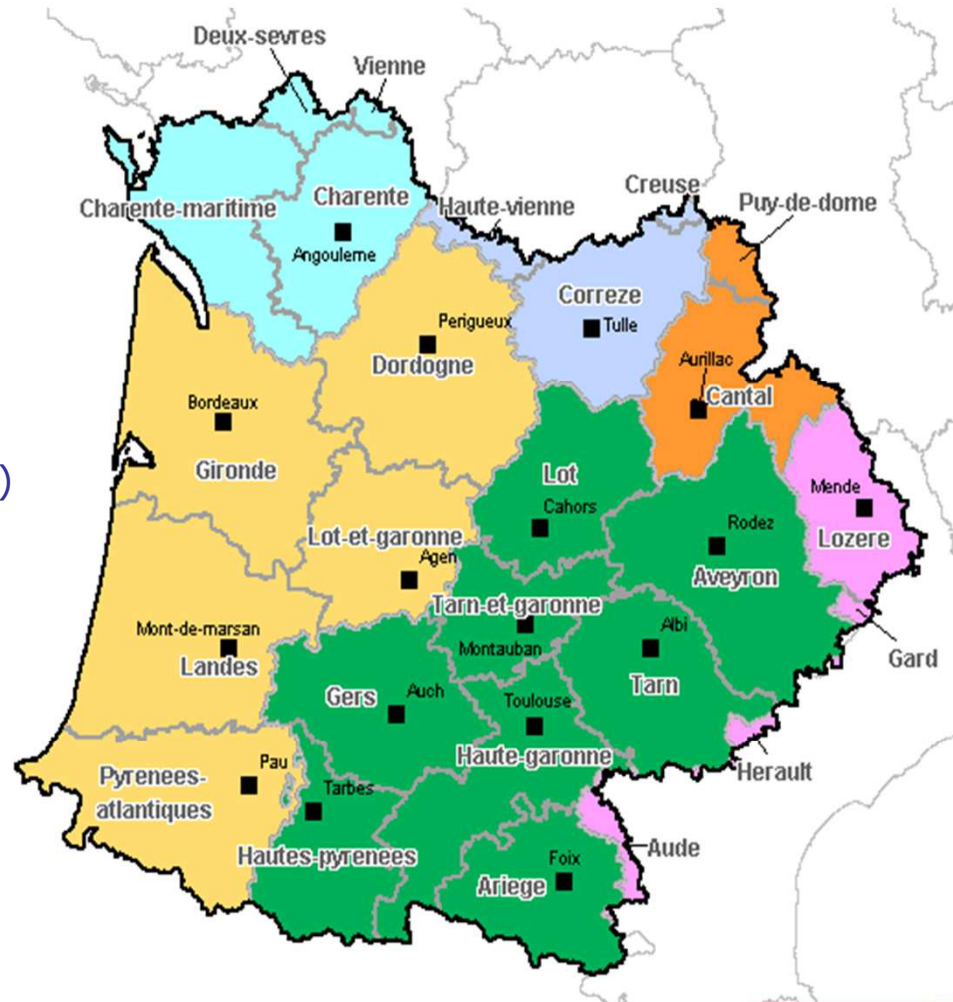 Deux-sevres
Vienne
Creuse
Haute-vienne
Puy-de-dome
Charente
Charente-maritime
Angouleme
Correze
Tulle
Perigueux
Dordogne
Aurillac
Cantal
Bordeaux
Gironde
)
Lot
Mende
Cahors
Rodez
Lozere
Lot-et-garonne
Agen
Aveyron
Tarn-et-garonne
Mont-de-marsan
Montauban
Albi
Gard
Landes
Tarn
Gers
Auch
Toulouse
Haute-garonne
Herault
Pau
Pyrenees-
atlantiques
Tarbes
Aude
Hautes-pyrenees
Foix
Ariege